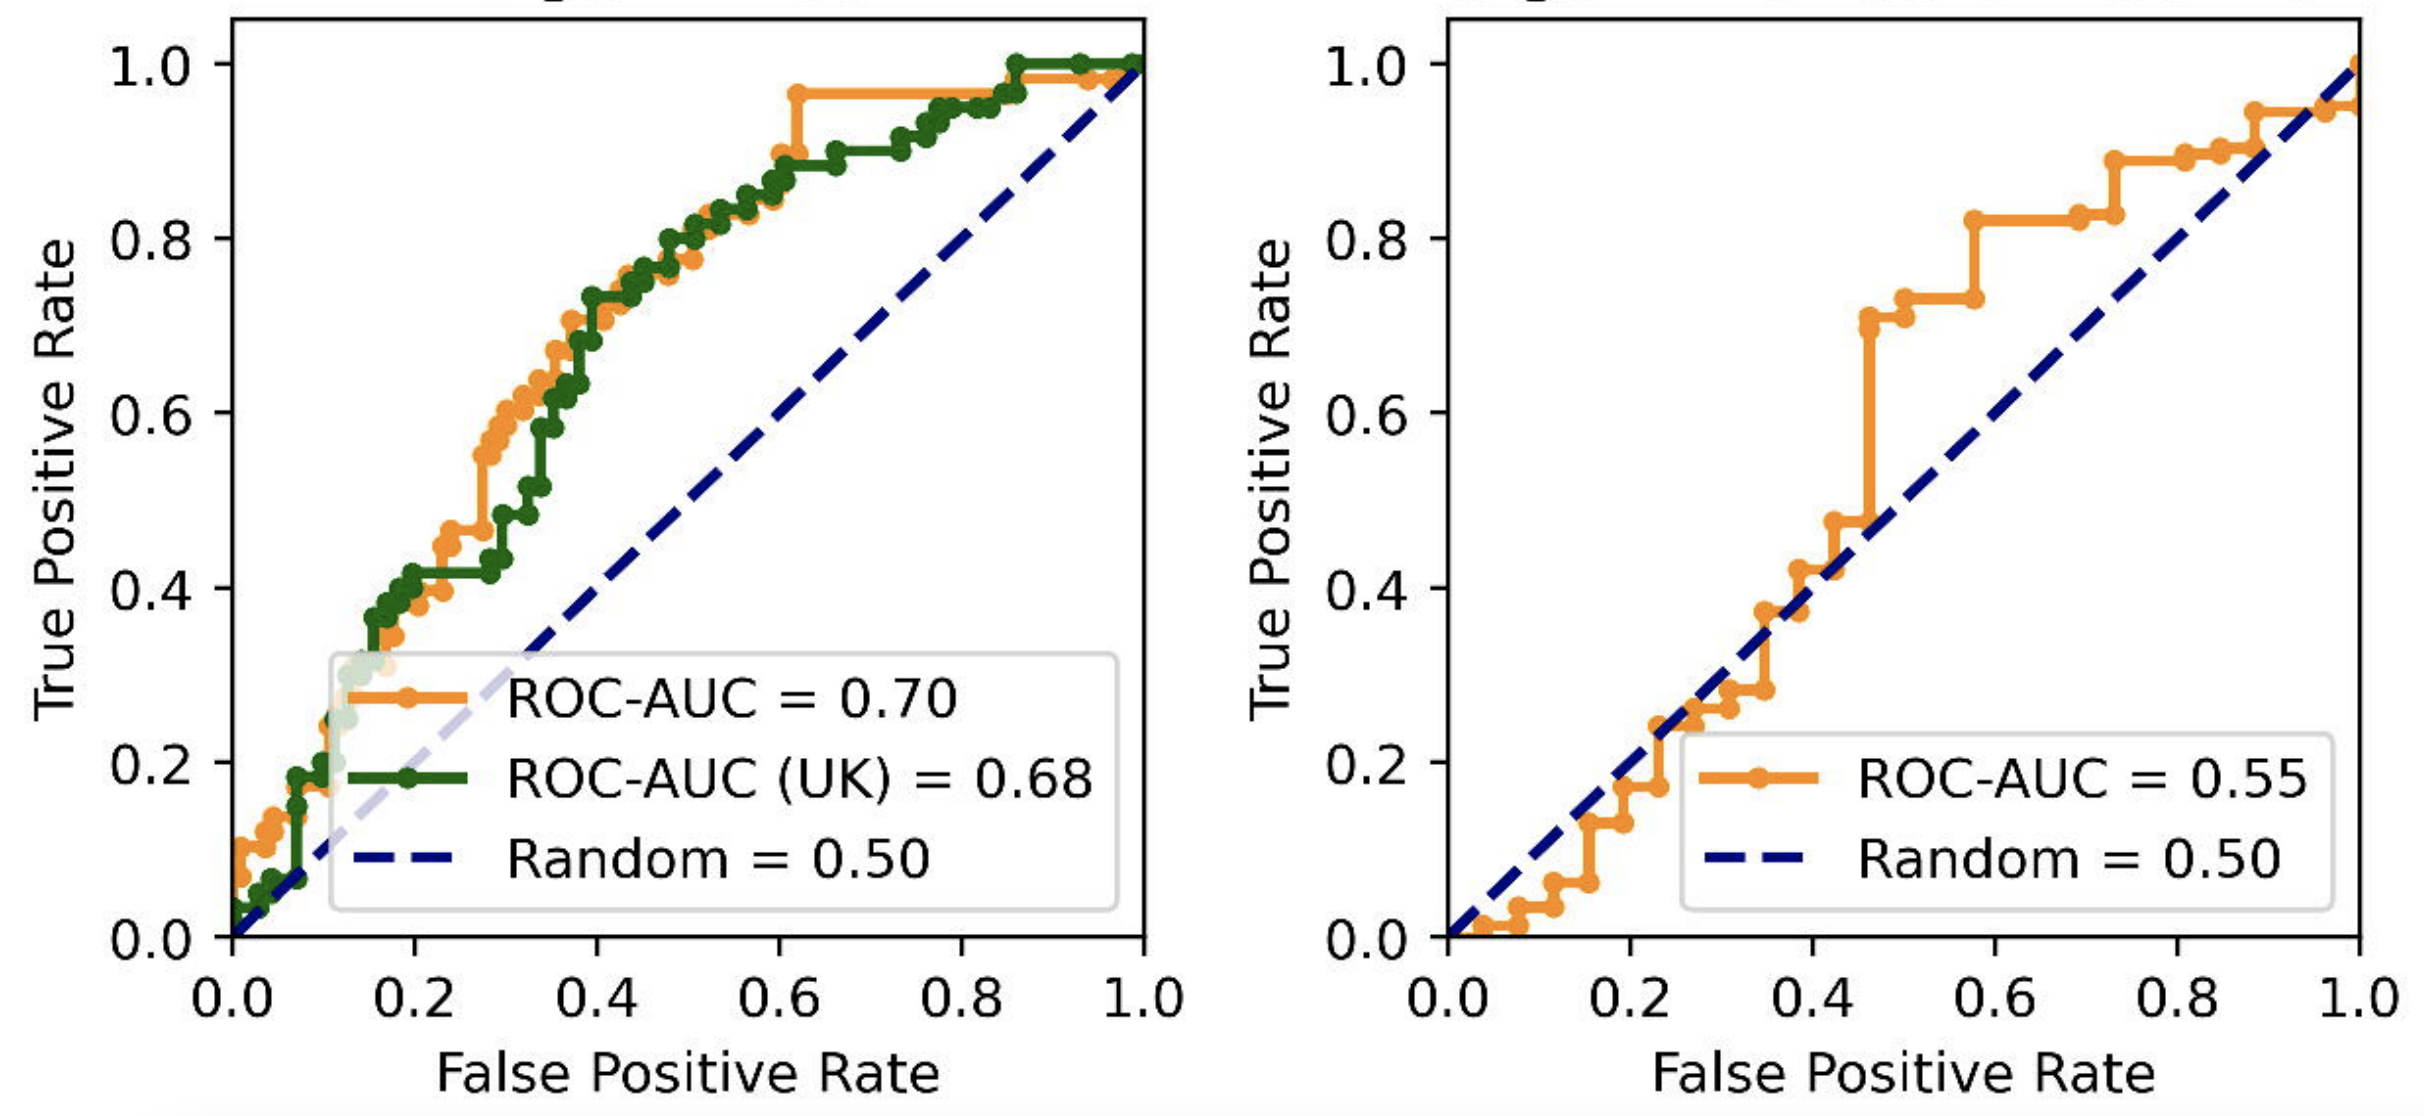 True Positive Rate
1.0
0.8
0.6
0.4
0.2
0.0
ROC-AUC = 0.70
ROC-AUC (UK) = 0.68
Random = 0.50
0.0 0.2 0.4 0.6 0.8 1.0
False Positive Rate
True Positive Rate
1.0
0.8
0.6
0.4
0.2
0.0
ROC-AUC = 0.55
Random = 0.50
0.0 0.2 0.4 0.6 0.8 1.0
False Positive Rate